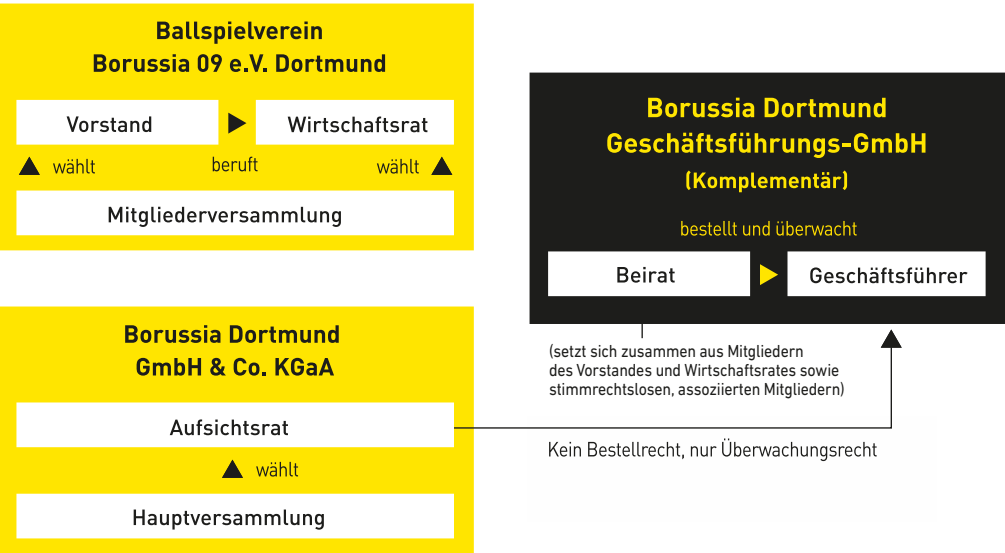 Ballspielverein
Borussia 09 e.V. Dortmund
Vorstand
Wirtschaftsrat
wählt
beruft
wählt
Mitgliederversammlung
Borussia Dortmund
Geschäftsführungs-GmbH
(Komplementär)
bestellt und überwacht
Beirat
Geschäftsführer
(setzt sich zusammen aus Mitgliedern
des Vorstandes und Wirtschaftsrates sowie
stimmrechtslosen, assoziierten Mitgliedern)
Borussia Dortmund
GmbH & Co. KGaA
Aufsichtsrat
Kein Bestellrecht, nur Überwachungsrecht
wählt
Hauptversammlung